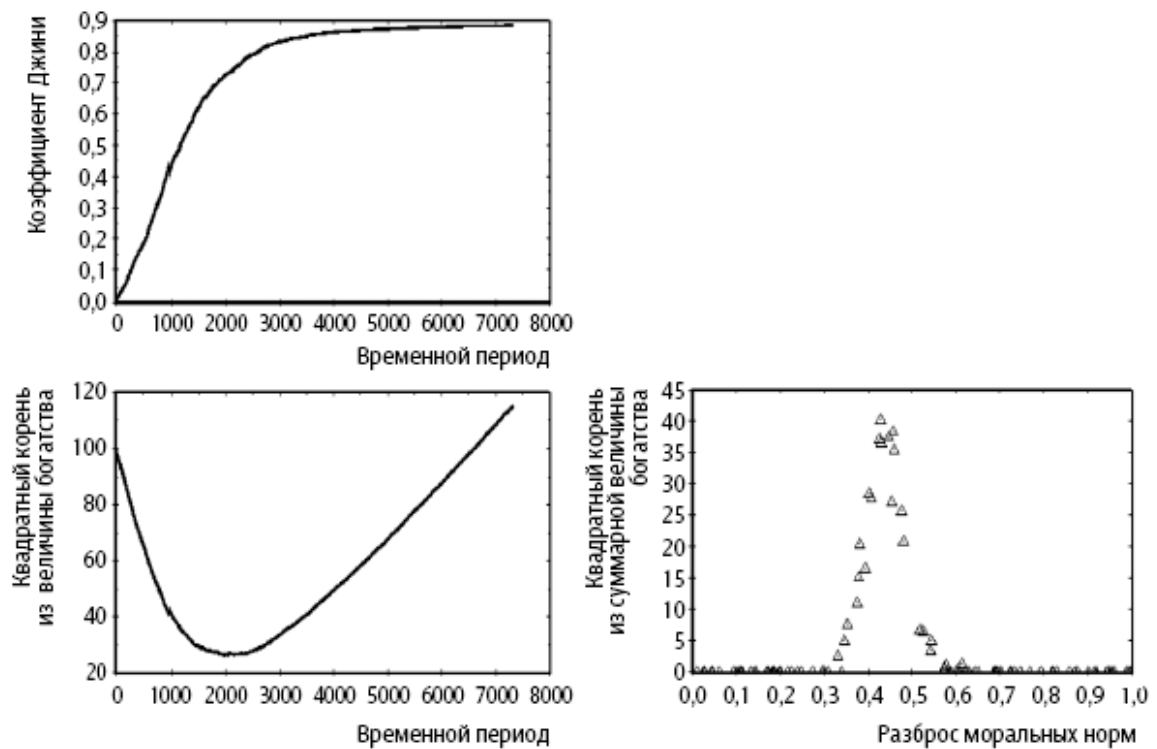 Коэффициент Джини
0,9
0,8
0,7
0,6
0,5
0,4
0,3
0,2
0,1
0,0
0 1000 2000 3000 4000 5000 6000 7000 8000
Временной период
Квадратный корень
из величины богатства
120
100
80
60
40
20
0 1000 2000 3000 4000 5000 6000 7000 8000
Временной период
Квадратный корень
из суммарной величины
богатства
45
40
35
30
25
20
15
10
5
0
0,0 0,1 0,2 0,3 0,4 0,5 0,6 0,7 0,8 0,9 1,0
Разброс моральных норм